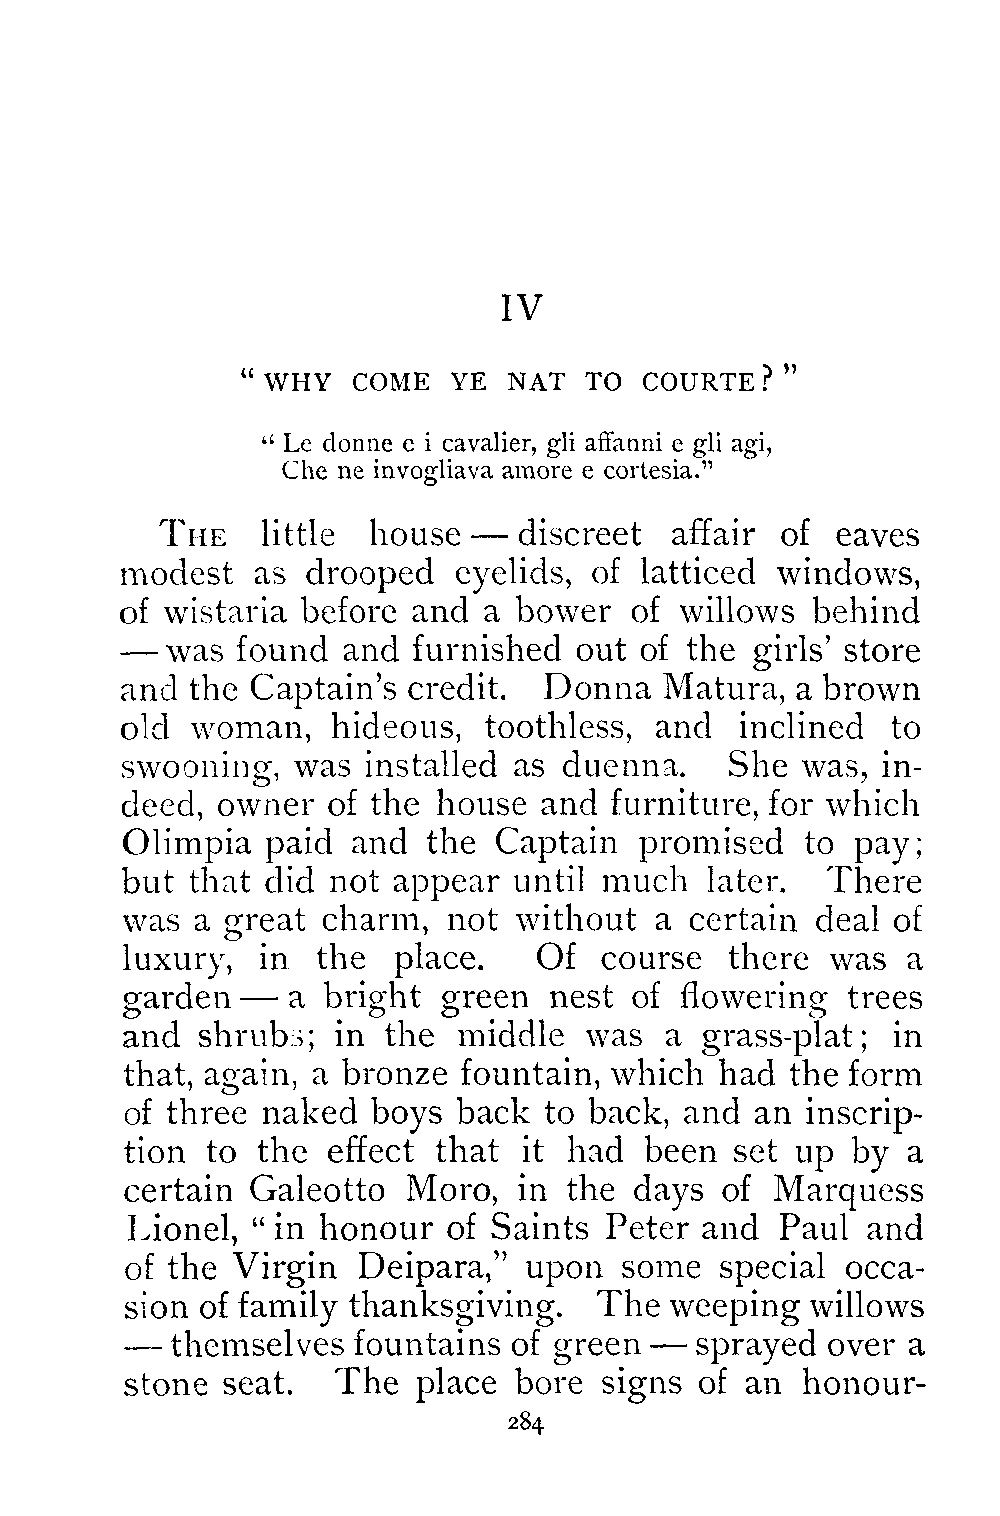 IV
“ WHY COME YE NAT TO COURTE? ”
“ Le donne e i cavalier, gli affanni e gli agi,
Che ne invogliava amore e cortesia.”
THE little house — discreet affair of eaves
modest as drooped eyelids, of latticed windows,
of wistaria before and a bower of willows behind
— was found and furnished out of the girls’ store
and the Captain’s credit. Donna Matura, a brown
old woman, hideous, toothless, and inclined to
swooning, was installed as duenna. She was, in-
deed, owner of the house and furniture, for which
Olimpia paid and the Captain promised to pay;
but that did not appear until much later. There
was a great charm, not without a certain deal of
luxury, in the place. Of course there was a
garden — a bright green nest of flowering trees
and shrubs; in the middle was a grass-plat; in
that, again, a bronze fountain, which had the form
of three naked boys back to back, and an inscrip-
tion to the effect that it had been set up by a
certain Galeotto Moro, in the days of Marquess
Lionel, “ in honour of Saints Peter and Paul and
of the Virgin Deipara,” upon some special occa-
sion of family thanksgiving. The weeping willows
— themselves fountains of green — sprayed over a
stone seat. The place bore signs of an honour-
284